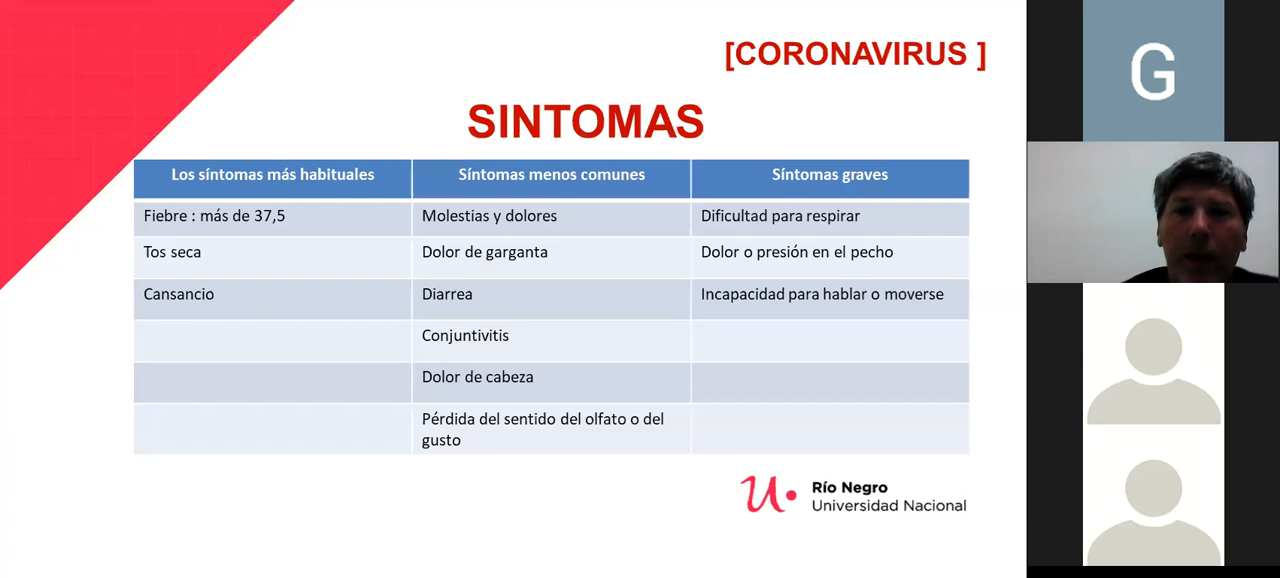 [CORONAVIRUS ]
SINTOMAS
Los síntomas más habituales
Síntomas menos comunes
Síntomas graves
Fiebre : más de 37,5
Molestias y dolores
Dificultad para respirar
Tos seca
Dolor de garganta
Dolor o presión en el pecho
Cansancio
Diarrea
Incapacidad para hablar o moverse
Conjuntivitis
Dolor de cabeza
Pérdida del sentido del olfato o del
gusto
Río Negro
Universidad Nacional
G